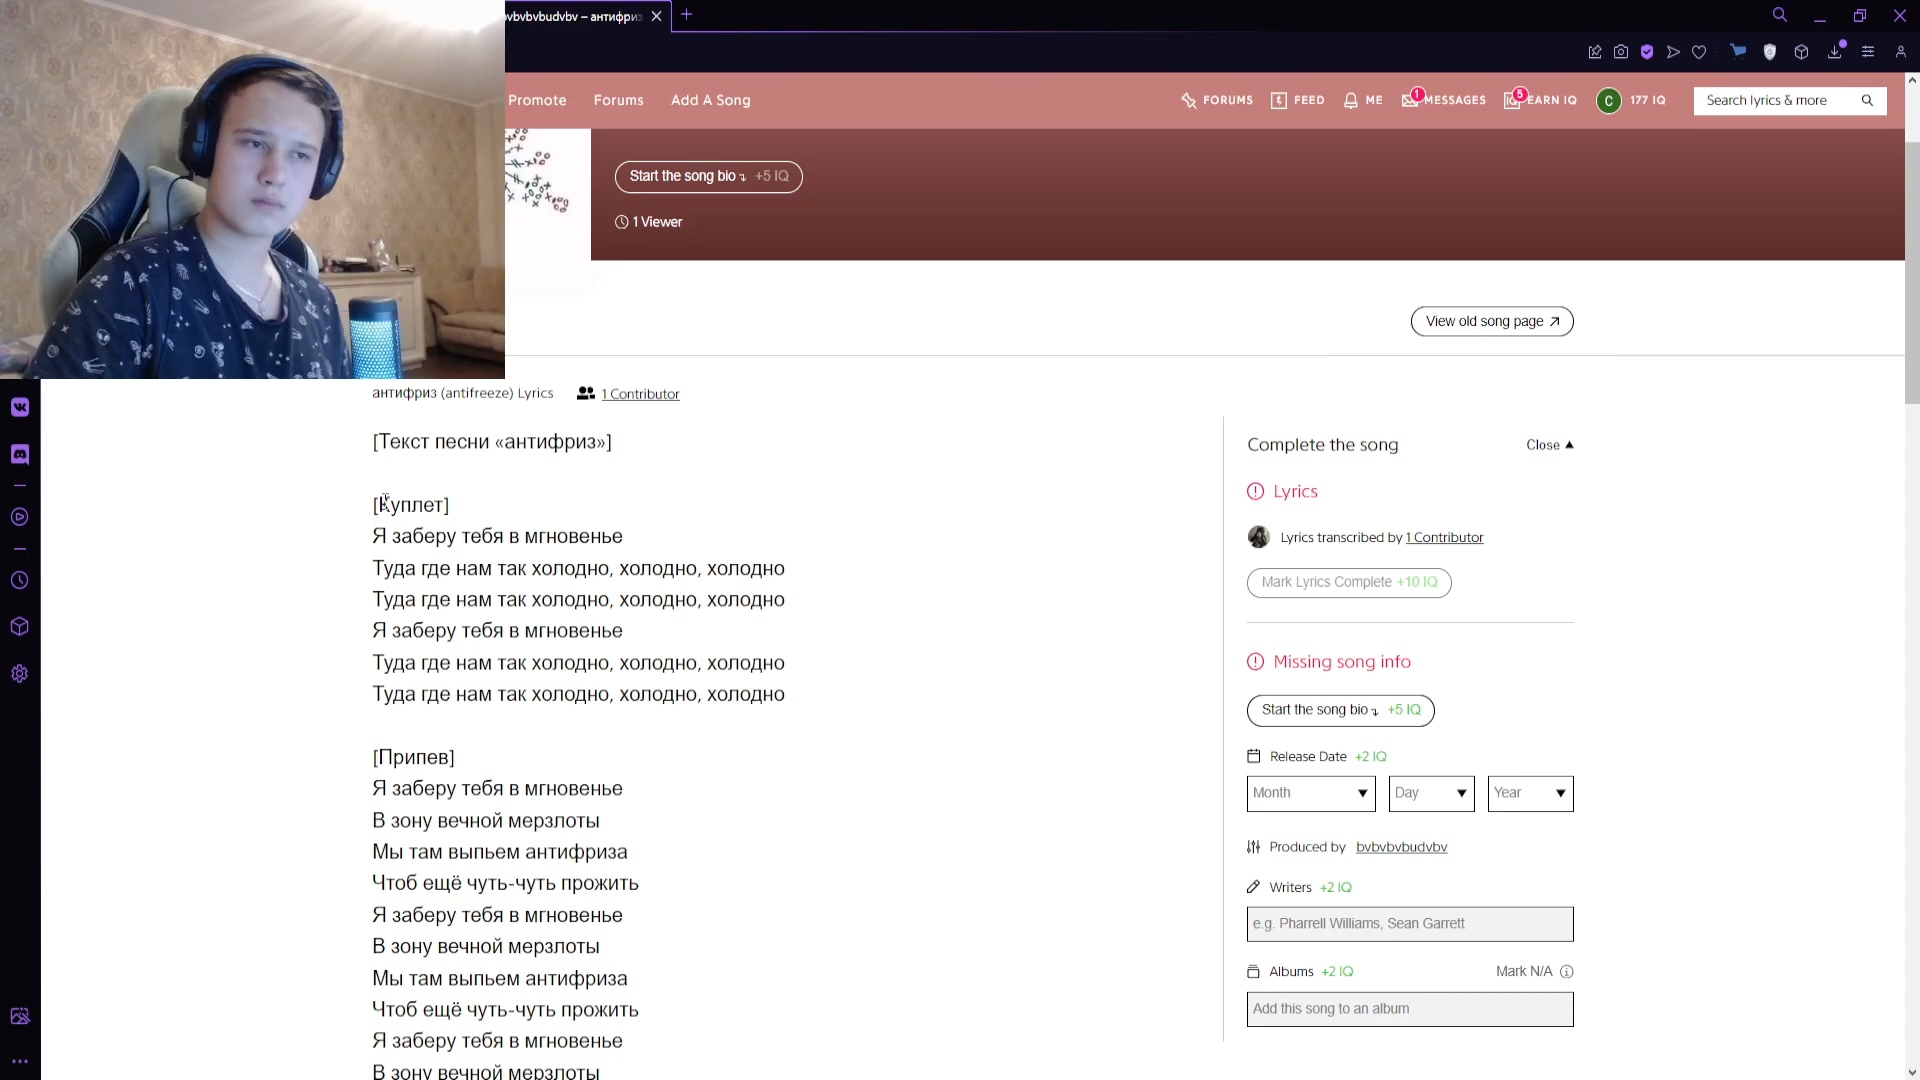 bvbvbvbudvbv – антифри
Promote
Forums
Add A Song
FORUMS
FEED
ME
1
MESSAGES
5
EARN IQ
C
177 IQ
Search lyrics & more
Start the song bio +5 IQ
1 Viewer
View old song page
антифриз (antifreeze) Lyrics
1 Contributor
[Текст песни «антифриз»]
[Куплет]
Я заберу тебя в мгновенье
Туда где нам так холодно, холодно, холодно
Туда где нам так холодно, холодно, холодно
Я заберу тебя в мгновенье
Туда где нам так холодно, холодно, холодно
Туда где нам так холодно, холодно, холодно
[Припев]
Я заберу тебя в мгновенье
В зону вечной мерзлоты
Мы там выпьем антифриза
Чтоб ещё чуть-чуть прожить
Я заберу тебя в мгновенье
В зону вечной мерзлоты
Мы там выпьем антифриза
Чтоб ещё чуть-чуть прожить
Я заберу тебя в мгновенье
В зону вечной мерзлоты
Complete the song
Close
Lyrics
Lyrics transcribed by 1 Contributor
Mark Lyrics Complete +10 IQ
Missing song info
Start the song bio +5 IQ
Release Date +2 IQ
Month
Day
Year
Produced by bvbvbvbudvbv
Writers +2 IQ
e.g. Pharrell Williams, Sean Garrett
Albums +2 IQ
Mark N/A
Add this song to an album